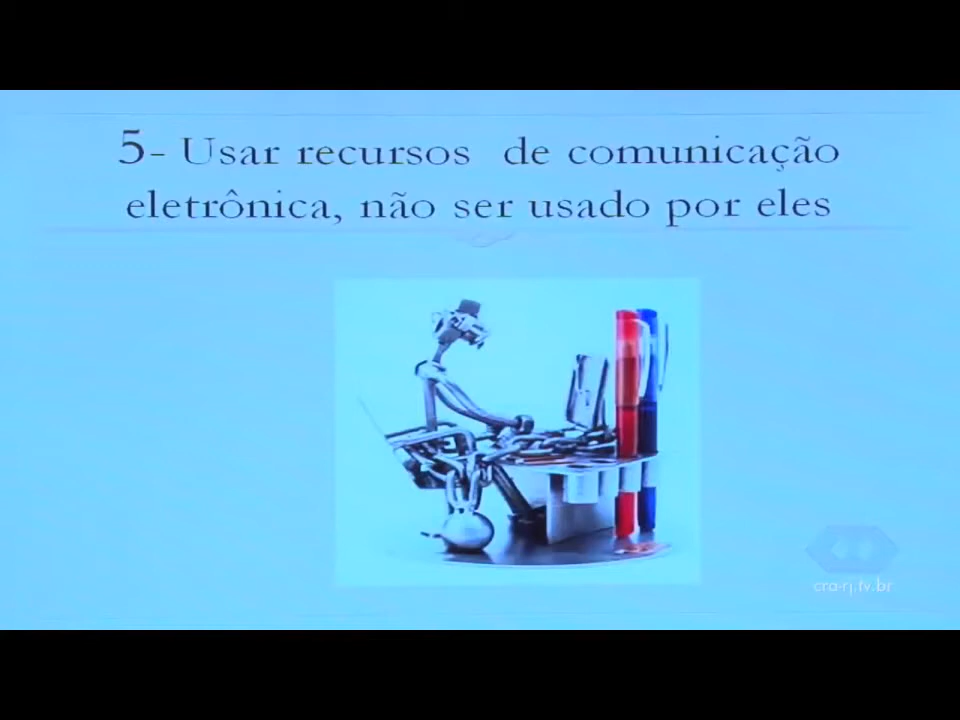 5- Usar recursos de comunicação
eletrônica, não ser usado por eles
cra-rj.tv.br